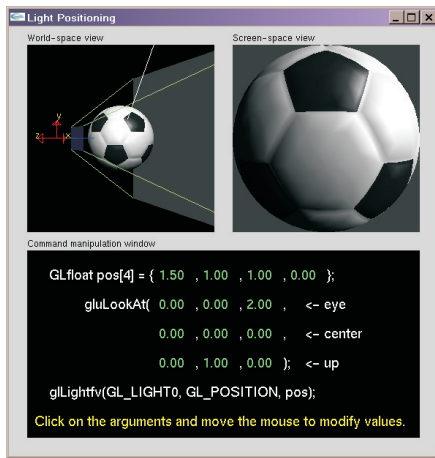 Light Positioning
World-space view
Screen-space view
y
z
x
Command manipulation window
GLfloat pos[4] = { 1.50 , 1.00 , 1.00 , 0.00 };
gluLookAt( 0.00 , 0.00 , 2.00 , <- eye
0.00 , 0.00 , 0.00 , <- center
0.00 , 1.00 , 0.00 ); <- up
glLightfv(GL_LIGHT0, GL_POSITION, pos);
Click on the arguments and move the mouse to modify values.